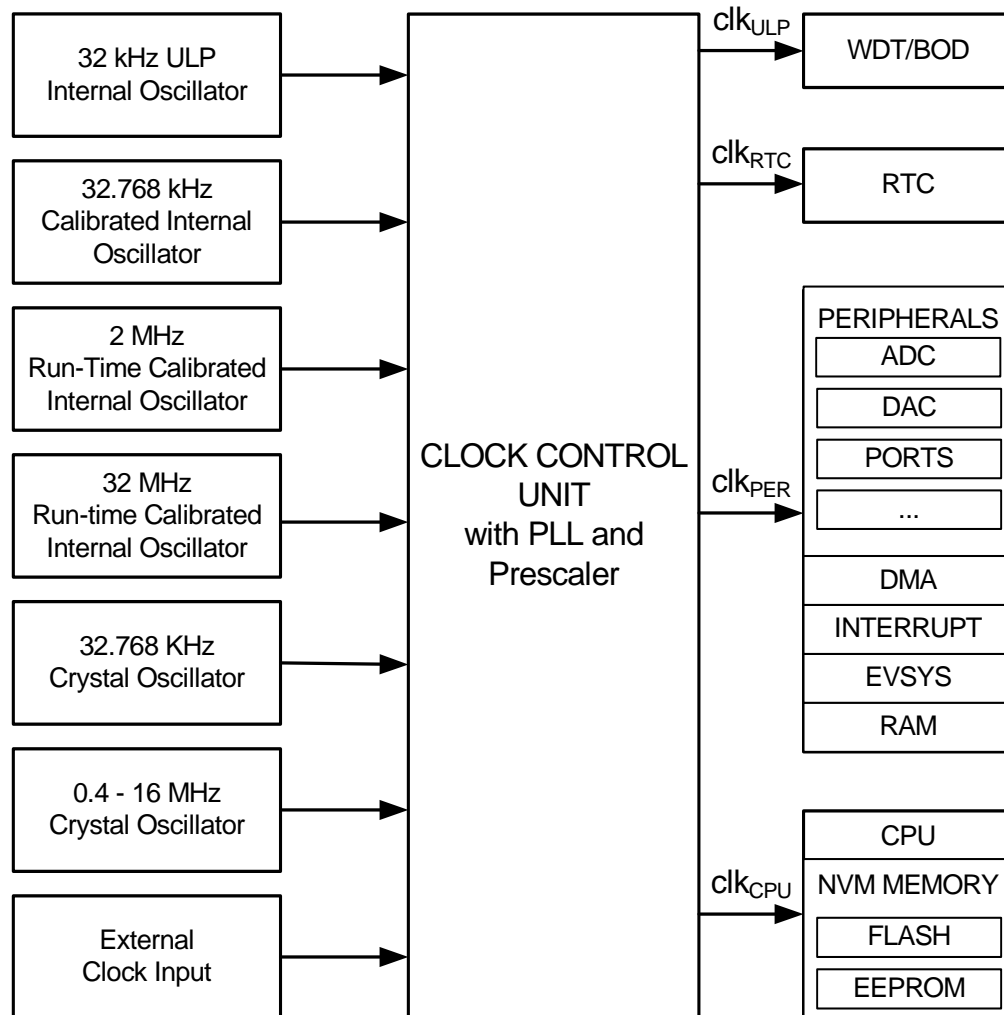 32 kHz ULP
Internal Oscillator
32.768 kHz
Calibrated Internal
Oscillator
2 MHz
Run-Time Calibrated
Internal Oscillator
32 MHz
Run-time Calibrated
Internal Oscillator
32.768 KHz
Crystal Oscillator
0.4 - 16 MHz
Crystal Oscillator
External
Clock Input
CLOCK CONTROL
UNIT
with PLL and
Prescaler
clkULP
WDT/BOD
clkRTC
RTC
clkPER
PERIPHERALS
ADC
DAC
PORTS
...
DMA
INTERRUPT
EVSYS
RAM
clkCPU
CPU
NVM MEMORY
FLASH
EEPROM